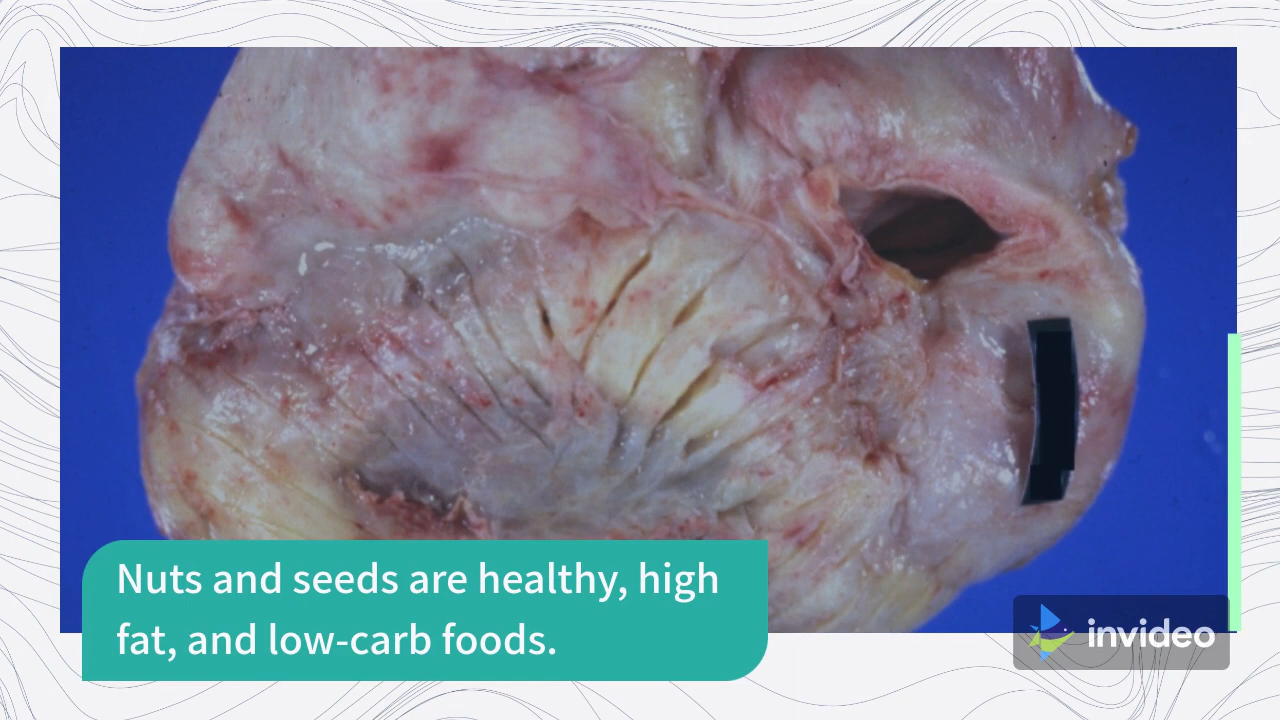 Nuts and seeds are healthy, high
fat, and low-carb foods.
invideo